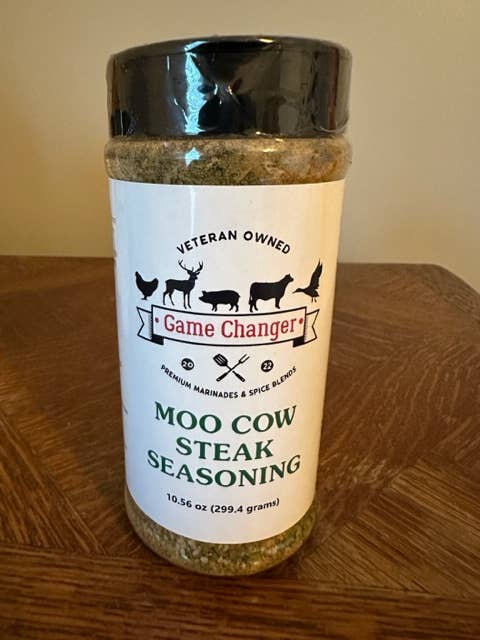 VETERAN OWNED
• Game Changer •
20 22
PREMIUM MARINADES & SPICE BLENDS
MOO COW
STEAK
SEASONING
10.56 oz (299.4 grams)